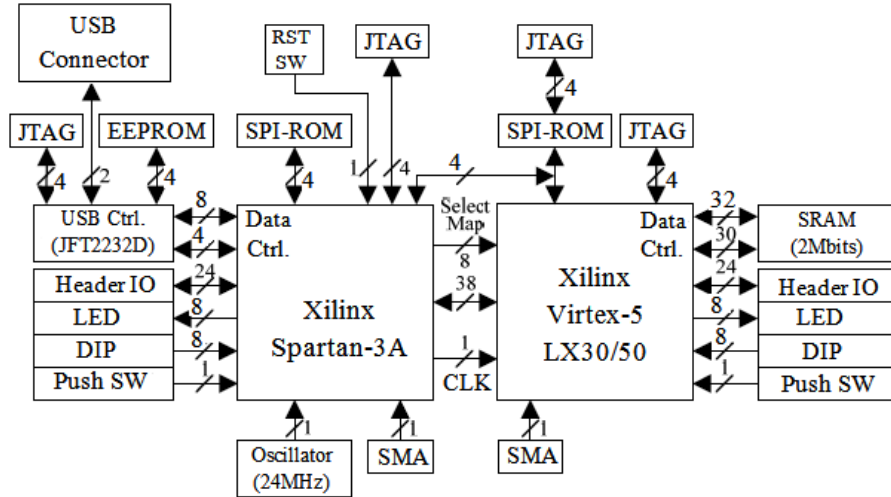 USB
Connector
RST
SW
JTAG
JTAG
4
JTAG
EEPROM
SPI-ROM
SPI-ROM
JTAG
4
2
4
4
1
4
4
4
USB Ctrl.
(JFT2232D)
8
4
Data
Ctrl.
Select
Map
8
Data
Ctrl.
32
30
SRAM
(2Mbits)
Header IO
24
LED
8
DIP
8
Push SW
1
Xilinx
Spartan-3A
38
1
CLK
Xilinx
Virtex-5
LX30/50
24
Header IO
8
LED
8
DIP
1
Push SW
1
Oscillator
(24MHz)
1
SMA
1
SMA